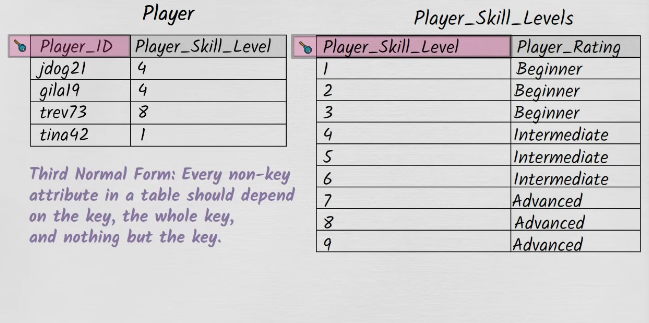 Player
Player_ID Player_Skill_Level
jdog21 4
gila19 4
trev73 8
tina42 1
Third Normal Form: Every non-key
attribute in a table should depend
on the key, the whole key,
and nothing but the key.
Player_Skill_Levels
Player_Skill_Level Player_Rating
1 Beginner
2 Beginner
3 Beginner
4 Intermediate
5 Intermediate
6 Intermediate
7 Advanced
8 Advanced
9 Advanced